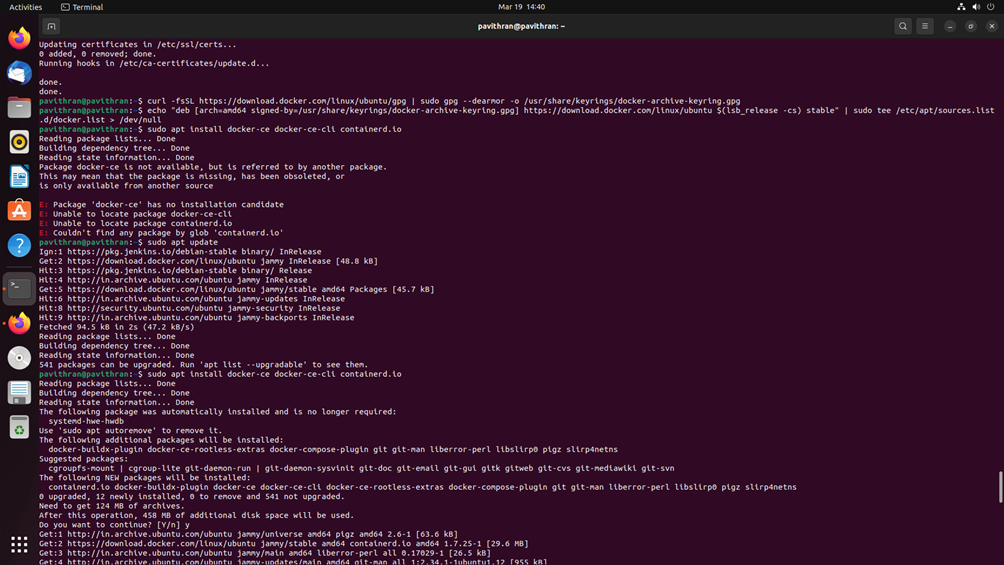 Activities
Terminal
Mar 19 14:40
pavithran@pavithran: ~
Updating certificates in /etc/ssl/certs...
0 added, 0 removed; done.
Running hooks in /etc/ca-certificates/update.d...
done.
done.
pavithran@pavithran:~$ curl -fsSL https://download.docker.com/linux/ubuntu/gpg | sudo gpg --dearmor -o /usr/share/keyrings/docker-archive-keyring.gpg
pavithran@pavithran:~$ echo "deb [arch=amd64 signed-by=/usr/share/keyrings/docker-archive-keyring.gpg] https://download.docker.com/linux/ubuntu $(lsb_release -cs) stable" | sudo tee /etc/apt/sources.list
.d/docker.list > /dev/null
pavithran@pavithran:~$ sudo apt install docker-ce docker-ce-cli containerd.io
Reading package lists... Done
Building dependency tree... Done
Reading state information... Done
Package docker-ce is not available, but is referred to by another package.
This may mean that the package is missing, has been obsoleted, or
is only available from another source
E: Package 'docker-ce' has no installation candidate
E: Unable to locate package docker-ce-cli
E: Unable to locate package containerd.io
E: Couldn't find any package by glob 'containerd.io'
pavithran@pavithran:~$ sudo apt update
Ign:1 https://pkg.jenkins.io/debian-stable binary/ InRelease
Get:2 https://download.docker.com/linux/ubuntu jammy InRelease [48.8 kB]
Hit:3 https://pkg.jenkins.io/debian-stable binary/ Release
Hit:4 http://in.archive.ubuntu.com/ubuntu jammy InRelease
Get:5 https://download.docker.com/linux/ubuntu jammy/stable amd64 Packages [45.7 kB]
Hit:6 http://in.archive.ubuntu.com/ubuntu jammy-updates InRelease
Hit:8 http://security.ubuntu.com/ubuntu jammy-security InRelease
Hit:9 http://in.archive.ubuntu.com/ubuntu jammy-backports InRelease
Fetched 94.5 kB in 2s (47.2 kB/s)
Reading package lists... Done
Building dependency tree... Done
Reading state information... Done
541 packages can be upgraded. Run 'apt list --upgradable' to see them.
pavithran@pavithran:~$ sudo apt install docker-ce docker-ce-cli containerd.io
Reading package lists... Done
Building dependency tree... Done
Reading state information... Done
The following package was automatically installed and is no longer required:
systemd-hwe-hwdb
Use 'sudo apt autoremove' to remove it.
The following additional packages will be installed:
docker-buildx-plugin docker-ce-rootless-extras docker-compose-plugin git git-man liberror-perl libslirp0 pigz slirp4netns
Suggested packages:
cgroupfs-mount | cgroup-lite git-daemon-run | git-daemon-sysvinit git-doc git-email git-gui gitk gitweb git-cvs git-mediawiki git-svn
The following NEW packages will be installed:
containerd.io docker-buildx-plugin docker-ce docker-ce-cli docker-ce-rootless-extras docker-compose-plugin git git-man liberror-perl libslirp0 pigz slirp4netns
0 upgraded, 12 newly installed, 0 to remove and 541 not upgraded.
Need to get 124 MB of archives.
After this operation, 458 MB of additional disk space will be used.
Do you want to continue? [Y/n] y
Get:1 http://in.archive.ubuntu.com/ubuntu jammy/universe amd64 pigz amd64 2.6-1 [63.6 kB]
Get:2 https://download.docker.com/linux/ubuntu jammy/stable amd64 containerd.io amd64 1.7.25-1 [29.6 MB]
Get:3 http://in.archive.ubuntu.com/ubuntu jammy/main amd64 liberror-perl all 0.17029-1 [26.5 kB]
Get:4 http://in.archive.ubuntu.com/ubuntu jammy-updates/main amd64 git-man all 1:2.34.1-1ubuntu1.12 [955 kB]